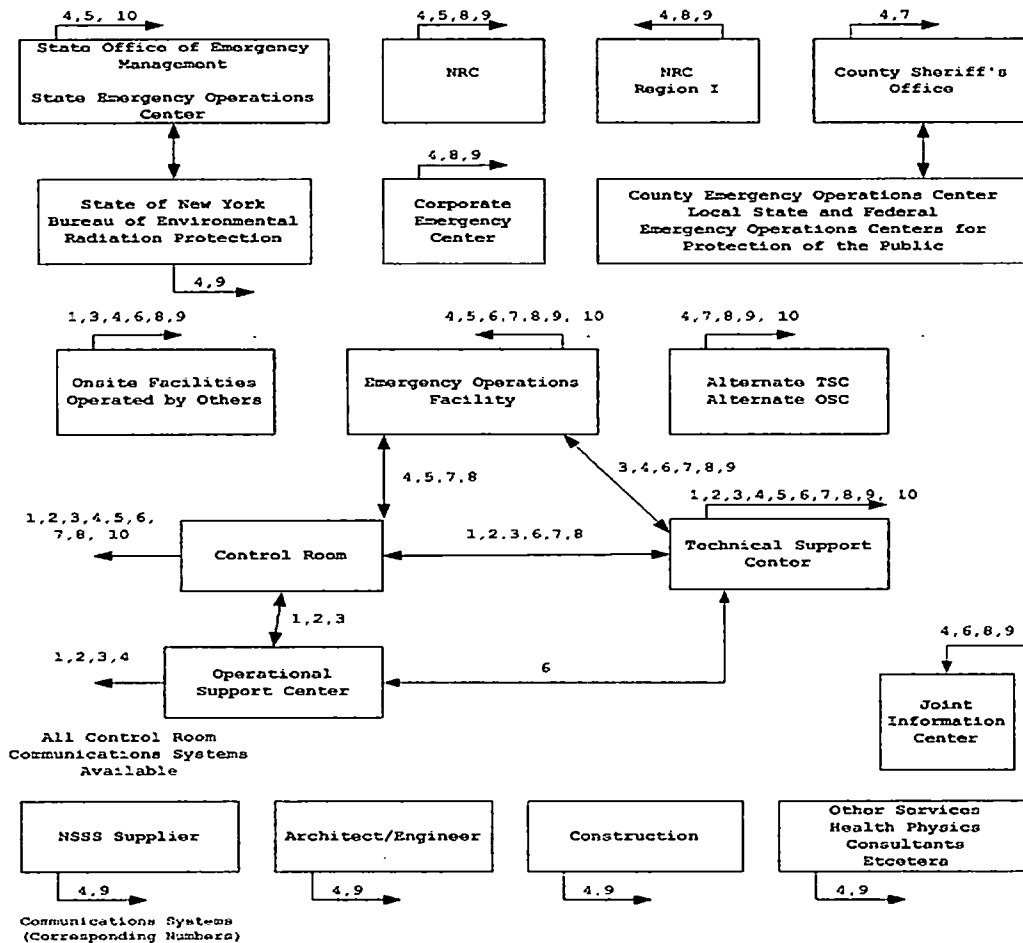 4,5, 10
4,5,8,9
4,8,9
4,7
State Office of Emergency
Management
State Emergency Operations
Center
NRC
NRC
Region I
County Sheriff's
Office
4,8,9
State of New York
Bureau of Environmental
Radiation Protection
Corporate
Emergency
Center
County Emergency Operations Center
Local State and Federal
Emergency Operations Centers for
Protection of the Public
4,9
1,3,4,6,8,9
4,5,6,7,8,9, 10
4,7,8,9, 10
Onsite Facilities
Operated by Others
Emergency Operations
Facility
Alternate TSC
Alternate OSC
4,5,7,8
3,4,6,7,8,9
1,2,3,4,5,6,
7,8, 10
1,2,3,4,5,6,7,8,9, 10
Control Room
1,2,3,6,7,8
Technical Support
Center
1,2,3
1,2,3,4
Operational
Support Center
6
4,6,8,9
Joint
Information
Center
All Control Room
Communications Systems
Available
NSSS Supplier
Architect/Engineer
Construction
Other Services
Health Physics
Consultants
Etcetera
4,9
4,9
4,9
4,9
Communications Systems
(Corresponding Numbers)